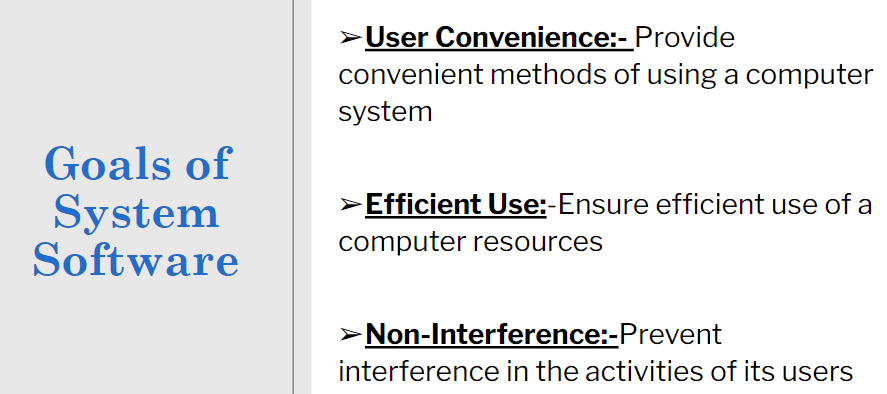 Goals of
System
Software
➢User Convenience:- Provide
convenient methods of using a computer
system
➢Efficient Use:-Ensure efficient use of a
computer resources
➢Non-Interference:-Prevent
interference in the activities of its users